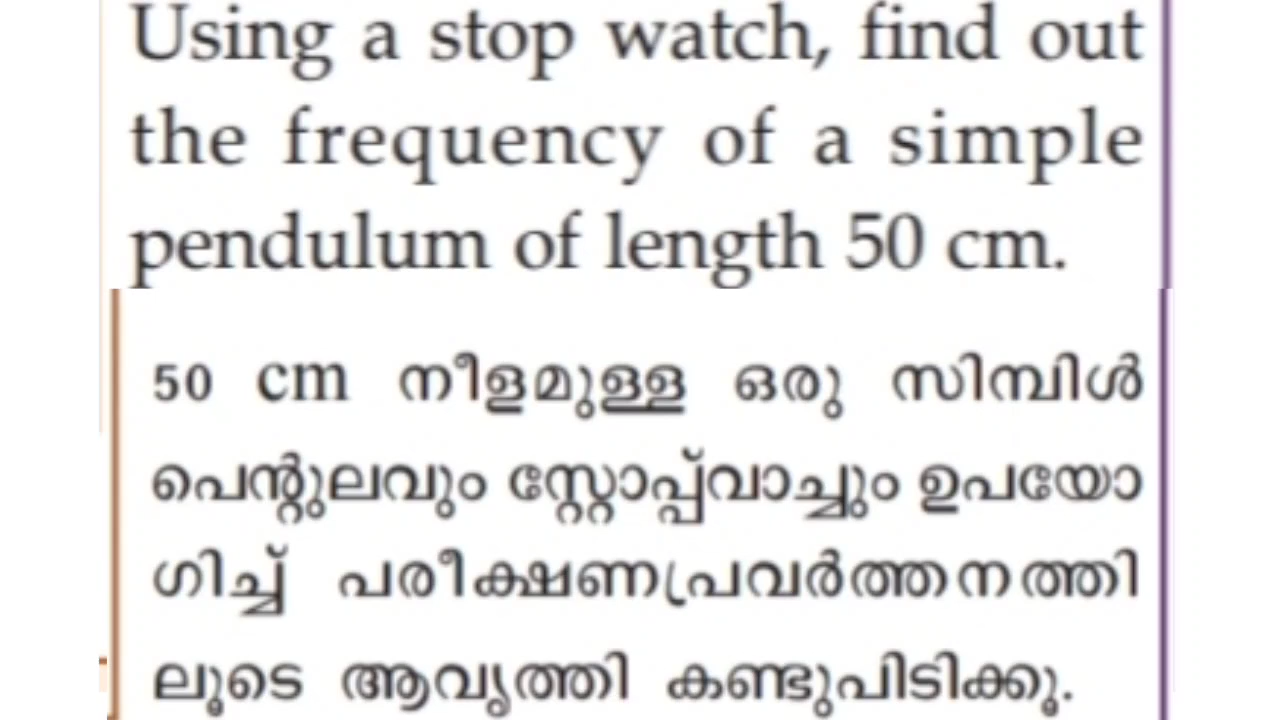 Using a stop watch, find out
the frequency of a simple
pendulum of length 50 cm.
50 cm നീളമുള്ള ഒരു സിമ്പിൾ
പെന്റുലവും സ്റ്റോപ്പ്‌വാച്ചും ഉപയോ
ഗിച്ച് പരീക്ഷണപ്രവർത്തനത്തി
ലൂടെ ആവൃത്തി കണ്ടുപിടിക്കൂ.